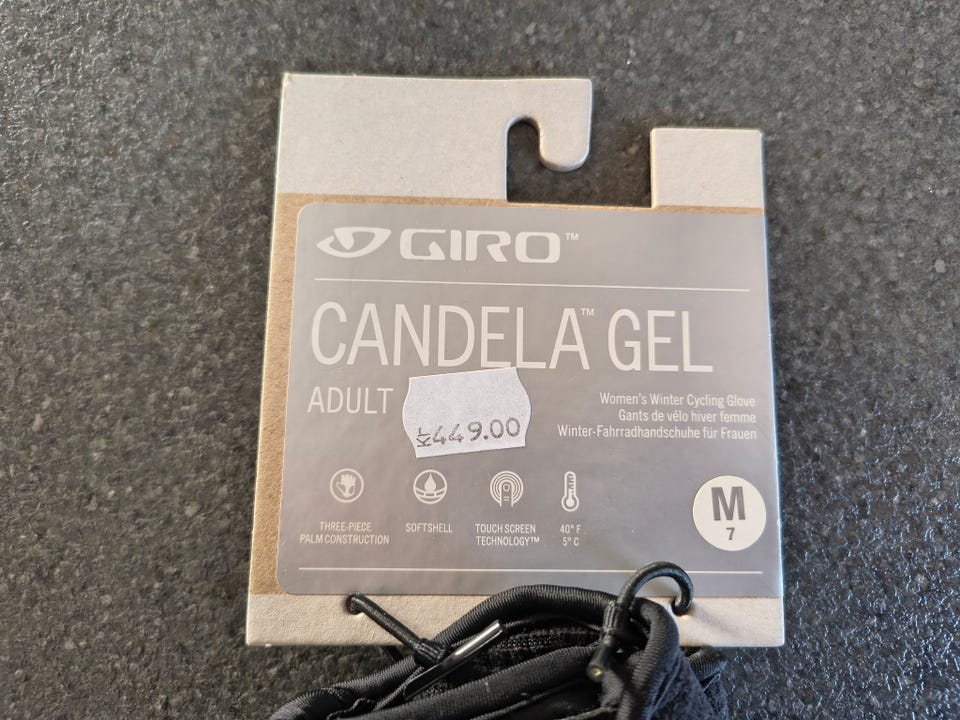 GIRO™
CANDELA™ GEL
ADULT
Kr449.00
Women's Winter Cycling Glove
Gants de vélo hiver femme
Winter-Fahrradhandschuhe für Frauen
THREE-PIECE
PALM CONSTRUCTION
SOFTSHELL
TOUCH SCREEN
TECHNOLOGY™
40° F
5° C
M
7